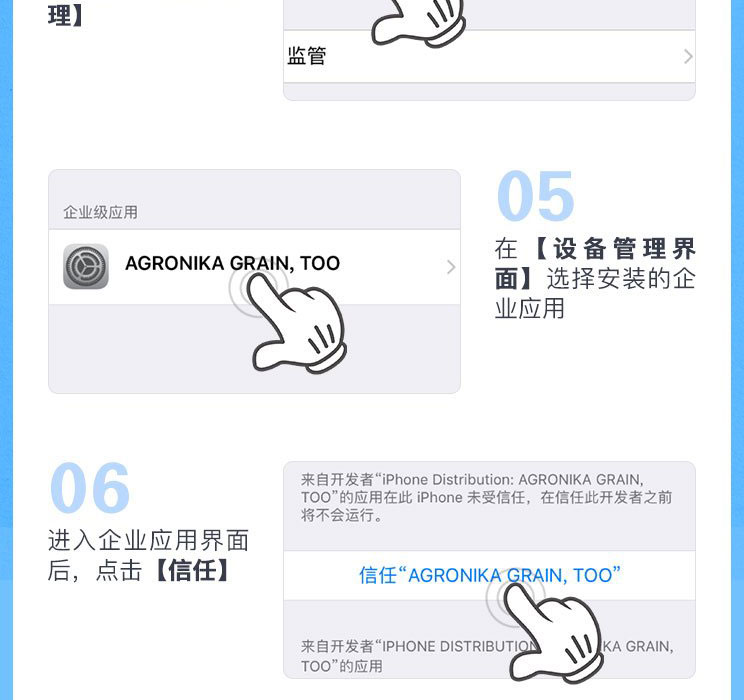 理】
监管
企业级应用
AGRONIKA GRAIN, TOO
05
在【设备管理界
面】选择安装的企
业应用
06
进入企业应用界面
后，点击【信任】
来自开发者“iPhone Distribution: AGRONIKA GRAIN,
TOO”的应用在此 iPhone 未受信任，在信任此开发者之前
将不会运行。
信任“AGRONIKA GRAIN, TOO”
来自开发者“IPHONE DISTRIBUTION KA GRAIN,
TOO”的应用